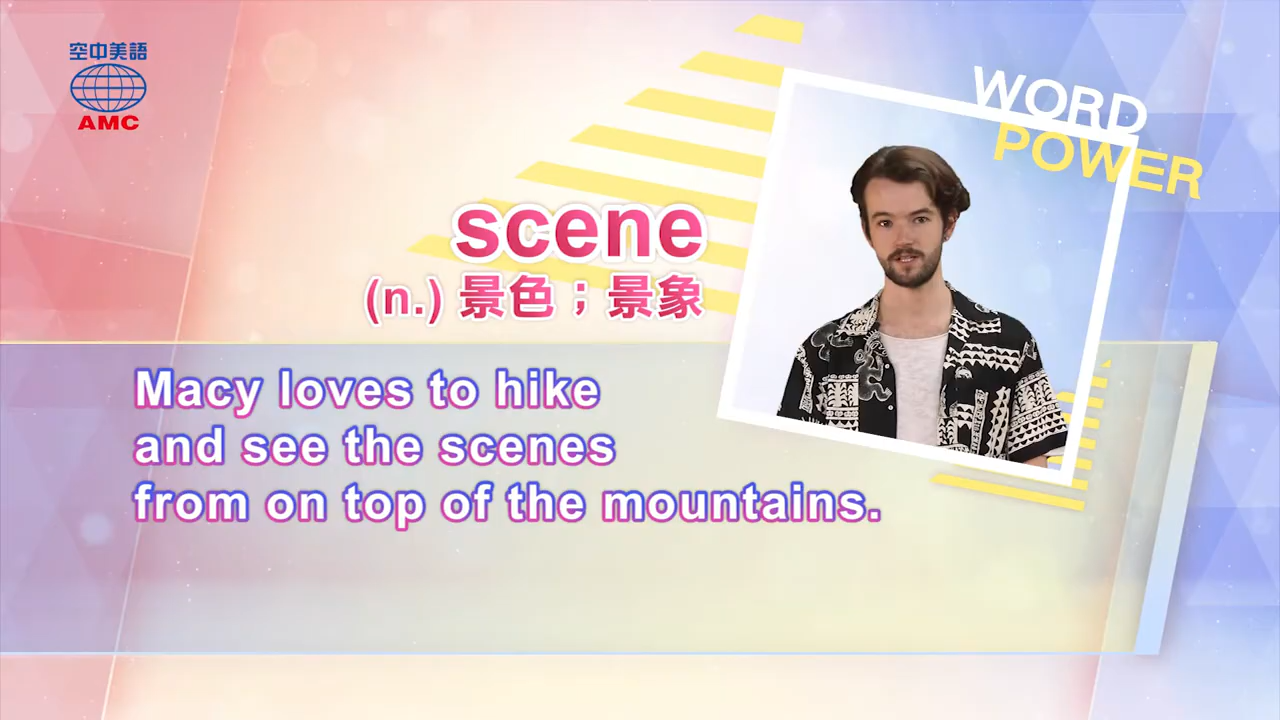 空中美語
AMC
WORD
POWER
scene
(n.) 景色；景象
Macy loves to hike
and see the scenes
from on top of the mountains.